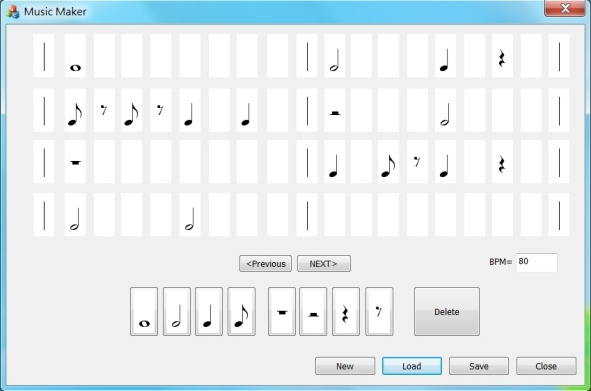 Music Maker
<Previous NEXT> BPM= 80
Delete
New Load Save Close